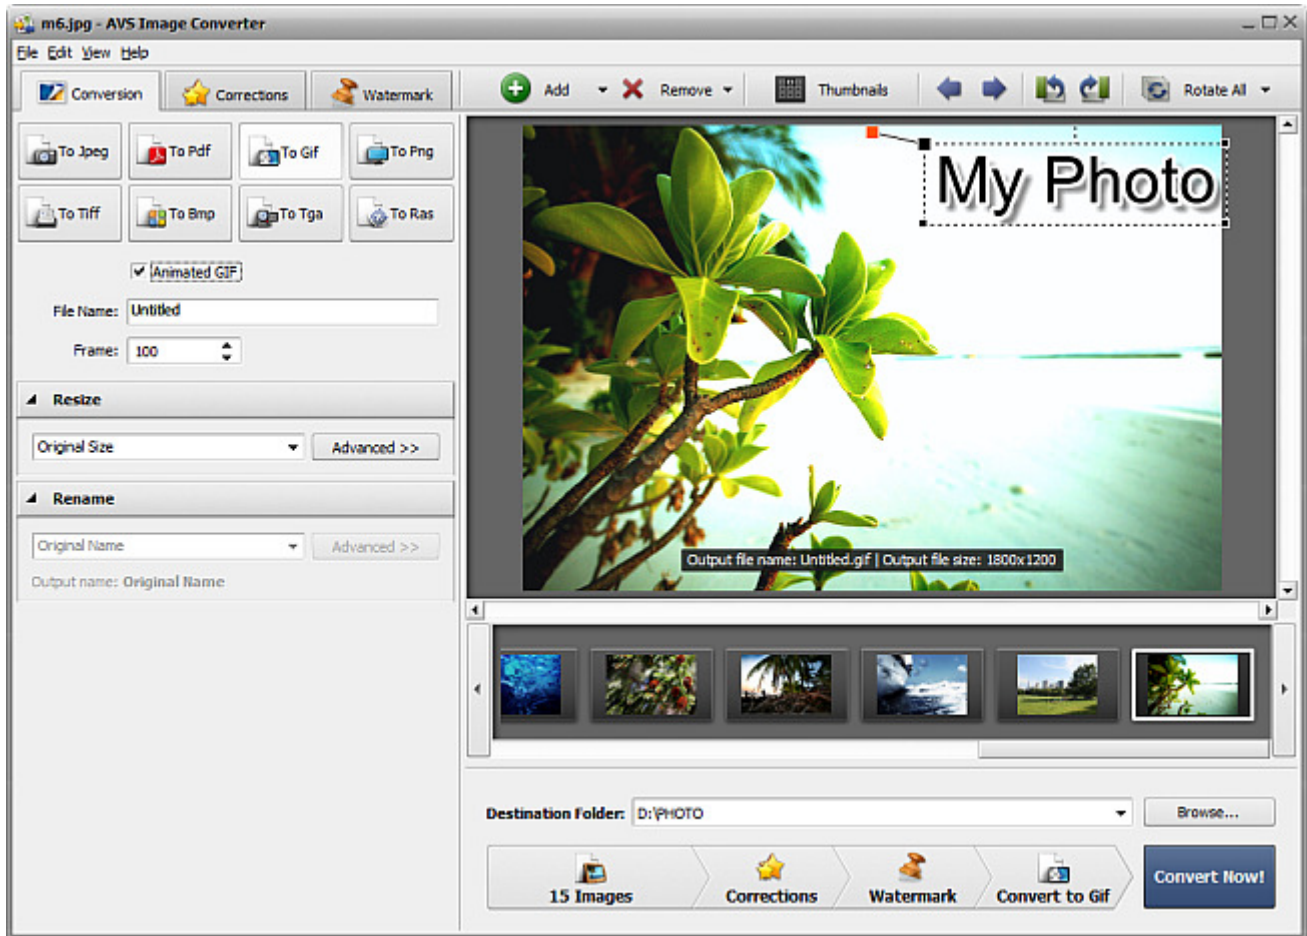 m6.jpg - AVS Image Converter
File Edit View Help
Conversion Corrections Watermark
Add Remove Thumbnails Rotate All
To Jpeg To Pdf To Gif To Png
To Tiff To Bmp To Tga To Ras
Animated GIF
File Name: Untitled
Frame: 100
Resize
Original Size Advanced >>
Rename
Original Name Advanced >>
Output name: Original Name
My Photo
Output file name: Untitled.gif | Output file size: 1800x1200
Destination Folder: D:\PHOTO Browse...
15 Images Corrections Watermark Convert to Gif Convert Now!